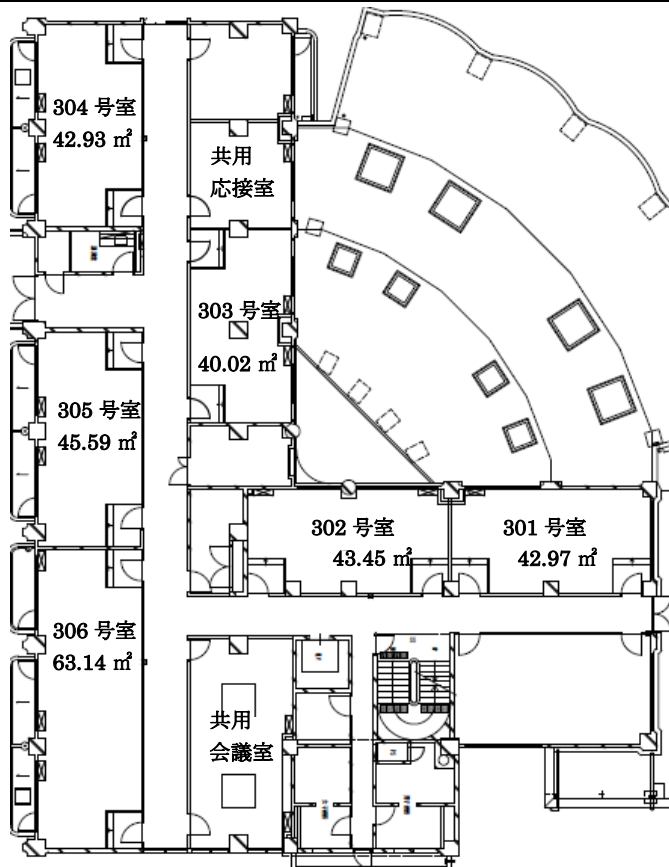 304 号室
42.93 ㎡
共用
応接室
303 号室
40.02 ㎡
305 号室
45.59 ㎡
302 号室
43.45 ㎡
301 号室
42.97 ㎡
306 号室
63.14 ㎡
共用
会議室